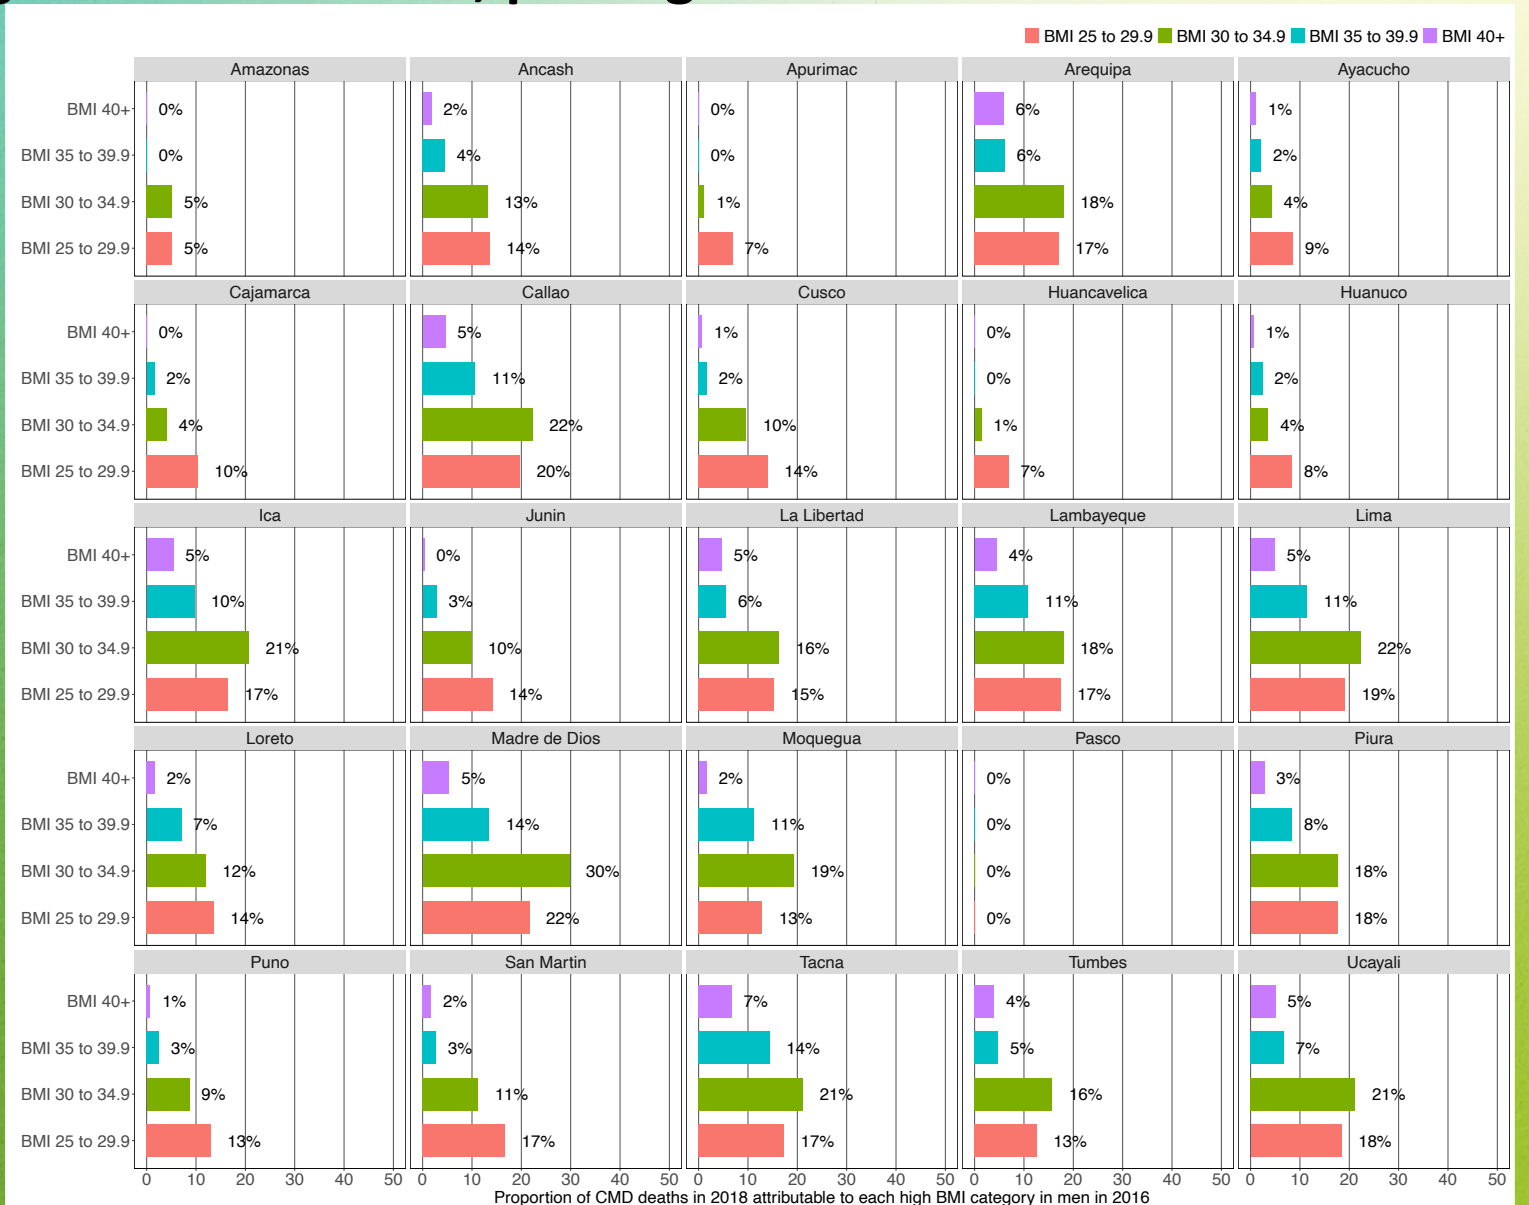 BMI 25 to 29.9 BMI 30 to 34.9 BMI 35 to 39.9 BMI 40+
Amazonas Ancash Apurimac Arequipa Ayacucho
BMI 40+ 0% 2% 0% 6% 1%
BMI 35 to 39.9 0% 4% 0% 6% 2%
BMI 30 to 34.9 5% 13% 1% 18% 4%
BMI 25 to 29.9 5% 14% 7% 17% 9%
Cajamarca Callao Cusco Huancavelica Huanuco
BMI 40+ 0% 5% 1% 0% 1%
BMI 35 to 39.9 2% 11% 2% 0% 2%
BMI 30 to 34.9 4% 22% 10% 1% 4%
BMI 25 to 29.9 10% 20% 14% 7% 8%
Ica Junin La Libertad Lambayeque Lima
BMI 40+ 5% 0% 5% 4% 5%
BMI 35 to 39.9 10% 3% 6% 11% 11%
BMI 30 to 34.9 21% 10% 16% 18% 22%
BMI 25 to 29.9 17% 14% 15% 17% 19%
Loreto Madre de Dios Moquegua Pasco Piura
BMI 40+ 2% 5% 2% 0% 3%
BMI 35 to 39.9 7% 14% 11% 0% 8%
BMI 30 to 34.9 12% 30% 19% 0% 18%
BMI 25 to 29.9 14% 22% 13% 0% 18%
Puno San Martin Tacna Tumbes Ucayali
BMI 40+ 1% 2% 7% 4% 5%
BMI 35 to 39.9 3% 3% 14% 5% 7%
BMI 30 to 34.9 9% 11% 21% 16% 21%
BMI 25 to 29.9 13% 17% 17% 13% 18%
0 10 20 30 40 50 0 10 20 30 40 50 0 10 20 30 40 50 0 10 20 30 40 50 0 10 20 30 40 50
Proportion of CMD deaths in 2018 attributable to each high BMI category in men in 2016